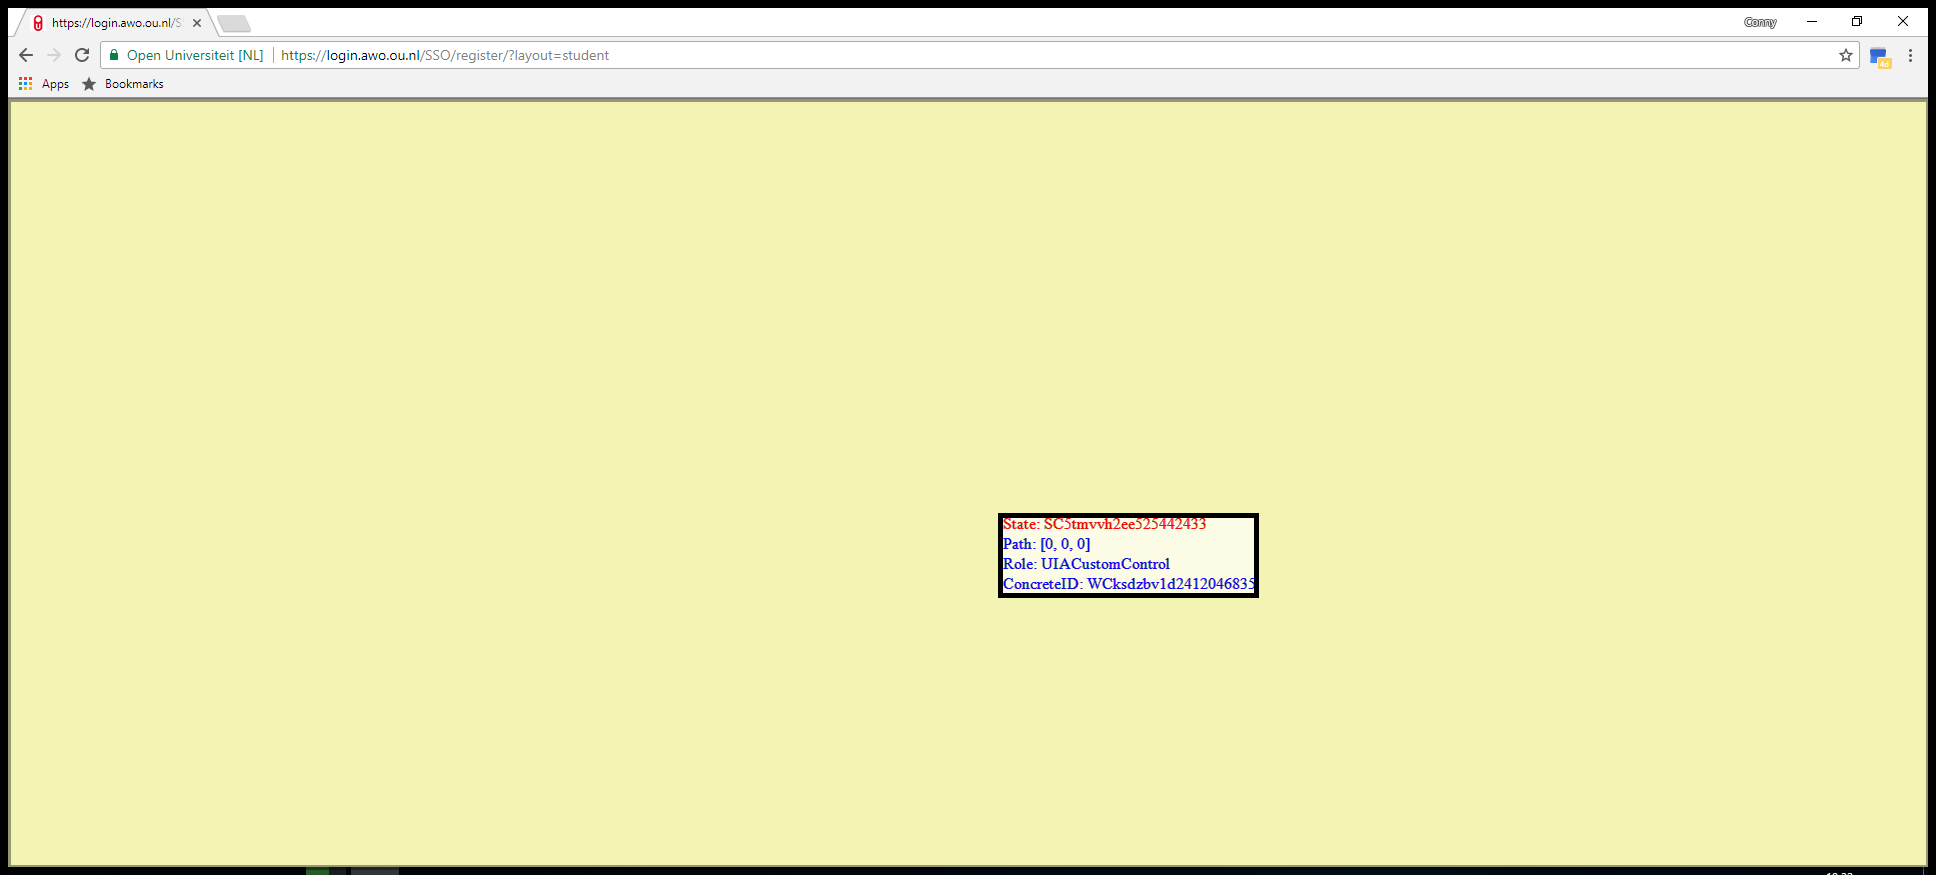 https://login.awo.ou.nl/S
Conny
Open Universiteit [NL] https://login.awo.ou.nl/SSO/register/?layout=student
4d
Apps Bookmarks
State: SC5tmvvh2ee525442433
Path: [0, 0, 0]
Role: UIACustomControl
ConcreteID: WCksdzbv1d2412046835